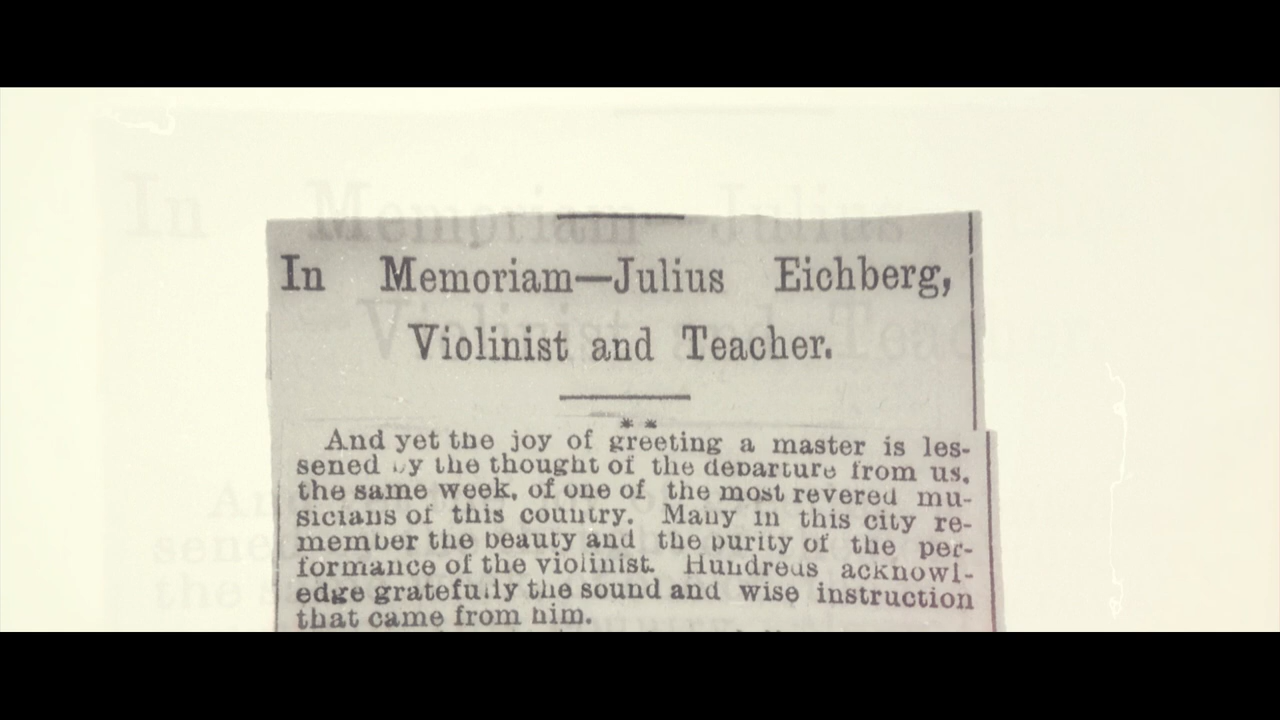 In Memoriam—Julius Eichberg,
Violinist and Teacher.
* *
And yet the joy of greeting a master is les-
sened by the thought of the departure from us,
the same week, of one of the most revered mu-
sicians of this country. Many in this city re-
member the beauty and the purity of the per-
formance of the violinist. Hundreds acknowl-
edge gratefully the sound and wise instruction
that came from him.